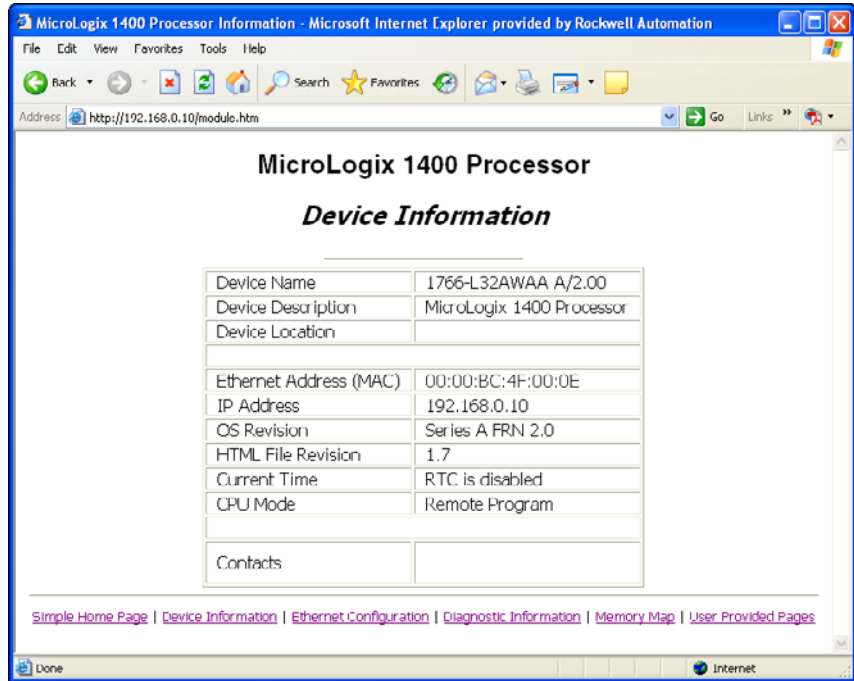 MicroLogix 1400 Processor Information - Microsoft Internet Explorer provided by Rockwell Automation
File Edit View Favorites Tools Help
Back Search Favorites
Address http://192.168.0.10/module.htm Go Links »
MicroLogix 1400 Processor
Device Information
Device Name 1766-L32AWAA A/2.00
Device Description MicroLogix 1400 Processor
Device Location
Ethernet Address (MAC) 00:00:BC:4F:00:0E
IP Address 192.168.0.10
OS Revision Series A FRN 2.0
HTML File Revision 1.7
Current Time RTC is disabled
CPU Mode Remote Program
Contacts
Simple Home Page | Device Information | Ethernet Configuration | Diagnostic Information | Memory Map | User Provided Pages
Done Internet